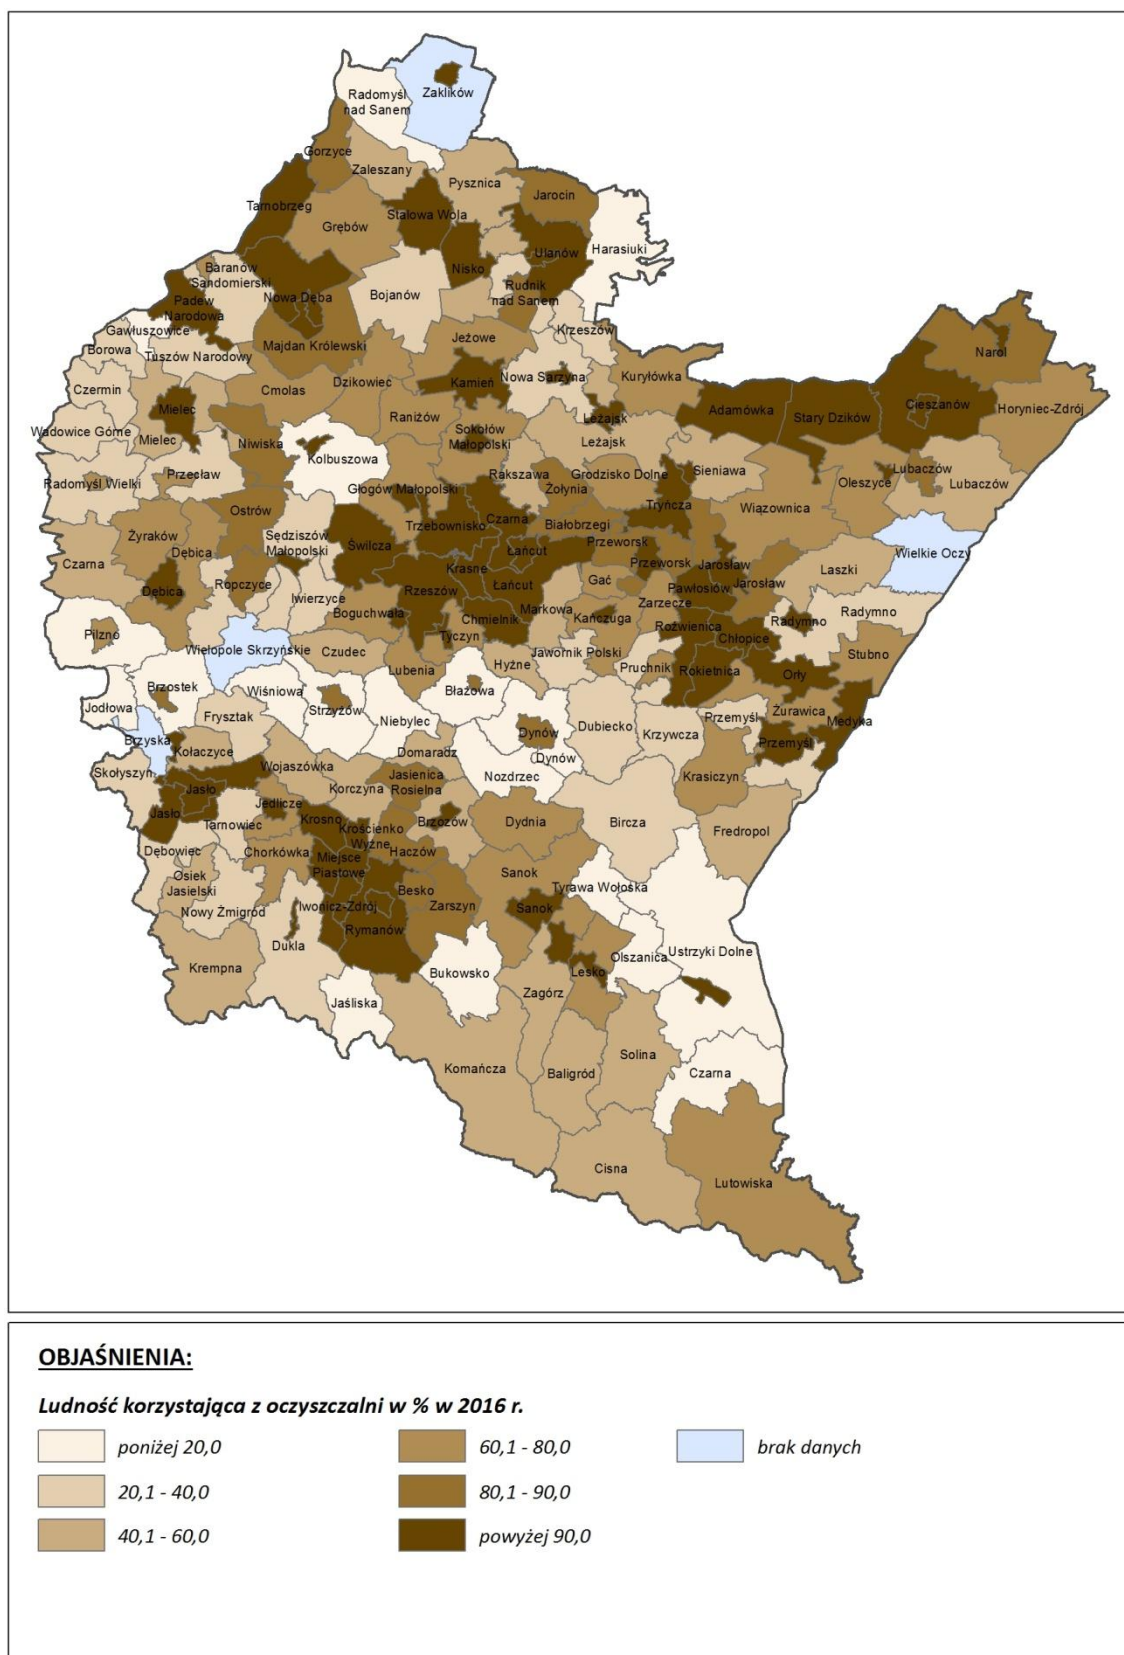 Radomyśl
nad Sanem
Zaklików
Gorzyce
Zaleszany
Pysznica
Jarocin
Tarnobrzeg
Stalowa Wola
Grębów
Ulanów
Harasiuki
Baranów
Sandomierski
Nisko
Padew
Narodowa
Nowa Dęba
Bojanów
Rudnik
nad Sanem
Gawłuszowice
Borowa
Tuszów Narodowy
Majdan Królewski
Jeżowe
Krzeszów
Narol
Czermin
Cmolas
Dzikowiec
Kamień
Nowa Sarzyna
Kuryłówka
Mielec
Raniżów
Leżajsk
Adamówka
Stary Dzików
Cieszanów
Horyniec-Zdrój
Wadowice Górne
Mielec
Niwiska
Sokołów
Małopolski
Leżajsk
Kolbuszowa
Radomyśl Wielki
Przecław
Głogów Małopolski
Rakszawa
Żołynia
Grodzisko Dolne
Sieniawa
Oleszyce
Lubaczów
Lubaczów
Ostrów
Trzebownisko
Czarna
Białobrzegi
Tryńcza
Wiązownica
Żyraków
Dębica
Sędziszów
Małopolski
Świlcza
Krasne
Łańcut
Przeworsk
Wielkie Oczy
Czarna
Dębica
Ropczyce
Iwierzyce
Rzeszów
Łańcut
Gać
Przeworsk
Jarosław
Jarosław
Laszki
Pawłosiów
Boguchwała
Chmielnik
Markowa
Kańczuga
Zarzecze
Radymno
Radymno
Pilzno
Wielopole Skrzyńskie
Czudec
Tyczyn
Roźwienica
Chłopice
Lubenia
Hyżne
Jawornik Polski
Pruchnik
Rokietnica
Orły
Stubno
Brzostek
Wiśniowa
Strzyżów
Błażowa
Jodłowa
Frysztak
Niebylec
Dynów
Dubiecko
Przemyśl
Żurawica
Medyka
Brzyska
Kołaczyce
Domaradz
Dynów
Krzywcza
Przemyśl
Skołyszyn
Wojaszówka
Nozdrzec
Krasiczyn
Jasło
Jasło
Jedlicze
Korczyna
Jasienica
Rosielna
Tarnowiec
Krosno
Krościenko
Wyżne
Brzozów
Dydnia
Bircza
Fredropol
Dębowiec
Chorkówka
Miejsce
Piastowe
Haczów
Osiek
Jasielski
Besko
Sanok
Tyrawa Wołoska
Nowy Żmigród
Iwonicz-Zdrój
Zarszyn
Sanok
Dukla
Rymanów
Krempna
Bukowsko
Lesko
Olszanica
Ustrzyki Dolne
Jaśliska
Zagórz
Komańcza
Baligród
Solina
Czarna
Cisna
Lutowiska
OBJAŚNIENIA:
Ludność korzystająca z oczyszczalni w % w 2016 r.
poniżej 20,0
60,1 - 80,0
brak danych
20,1 - 40,0
80,1 - 90,0
40,1 - 60,0
powyżej 90,0